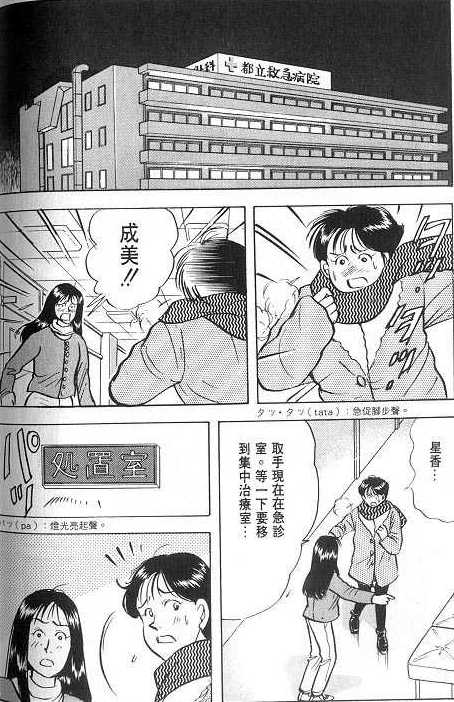 外科 都立救急病院
成美!!
タッ・タッ(tata):急促腳步聲。
星香…
取手現在在急診
室。等一下要移
到集中治療室…
処置室
パッ(pa):燈光亮起聲。